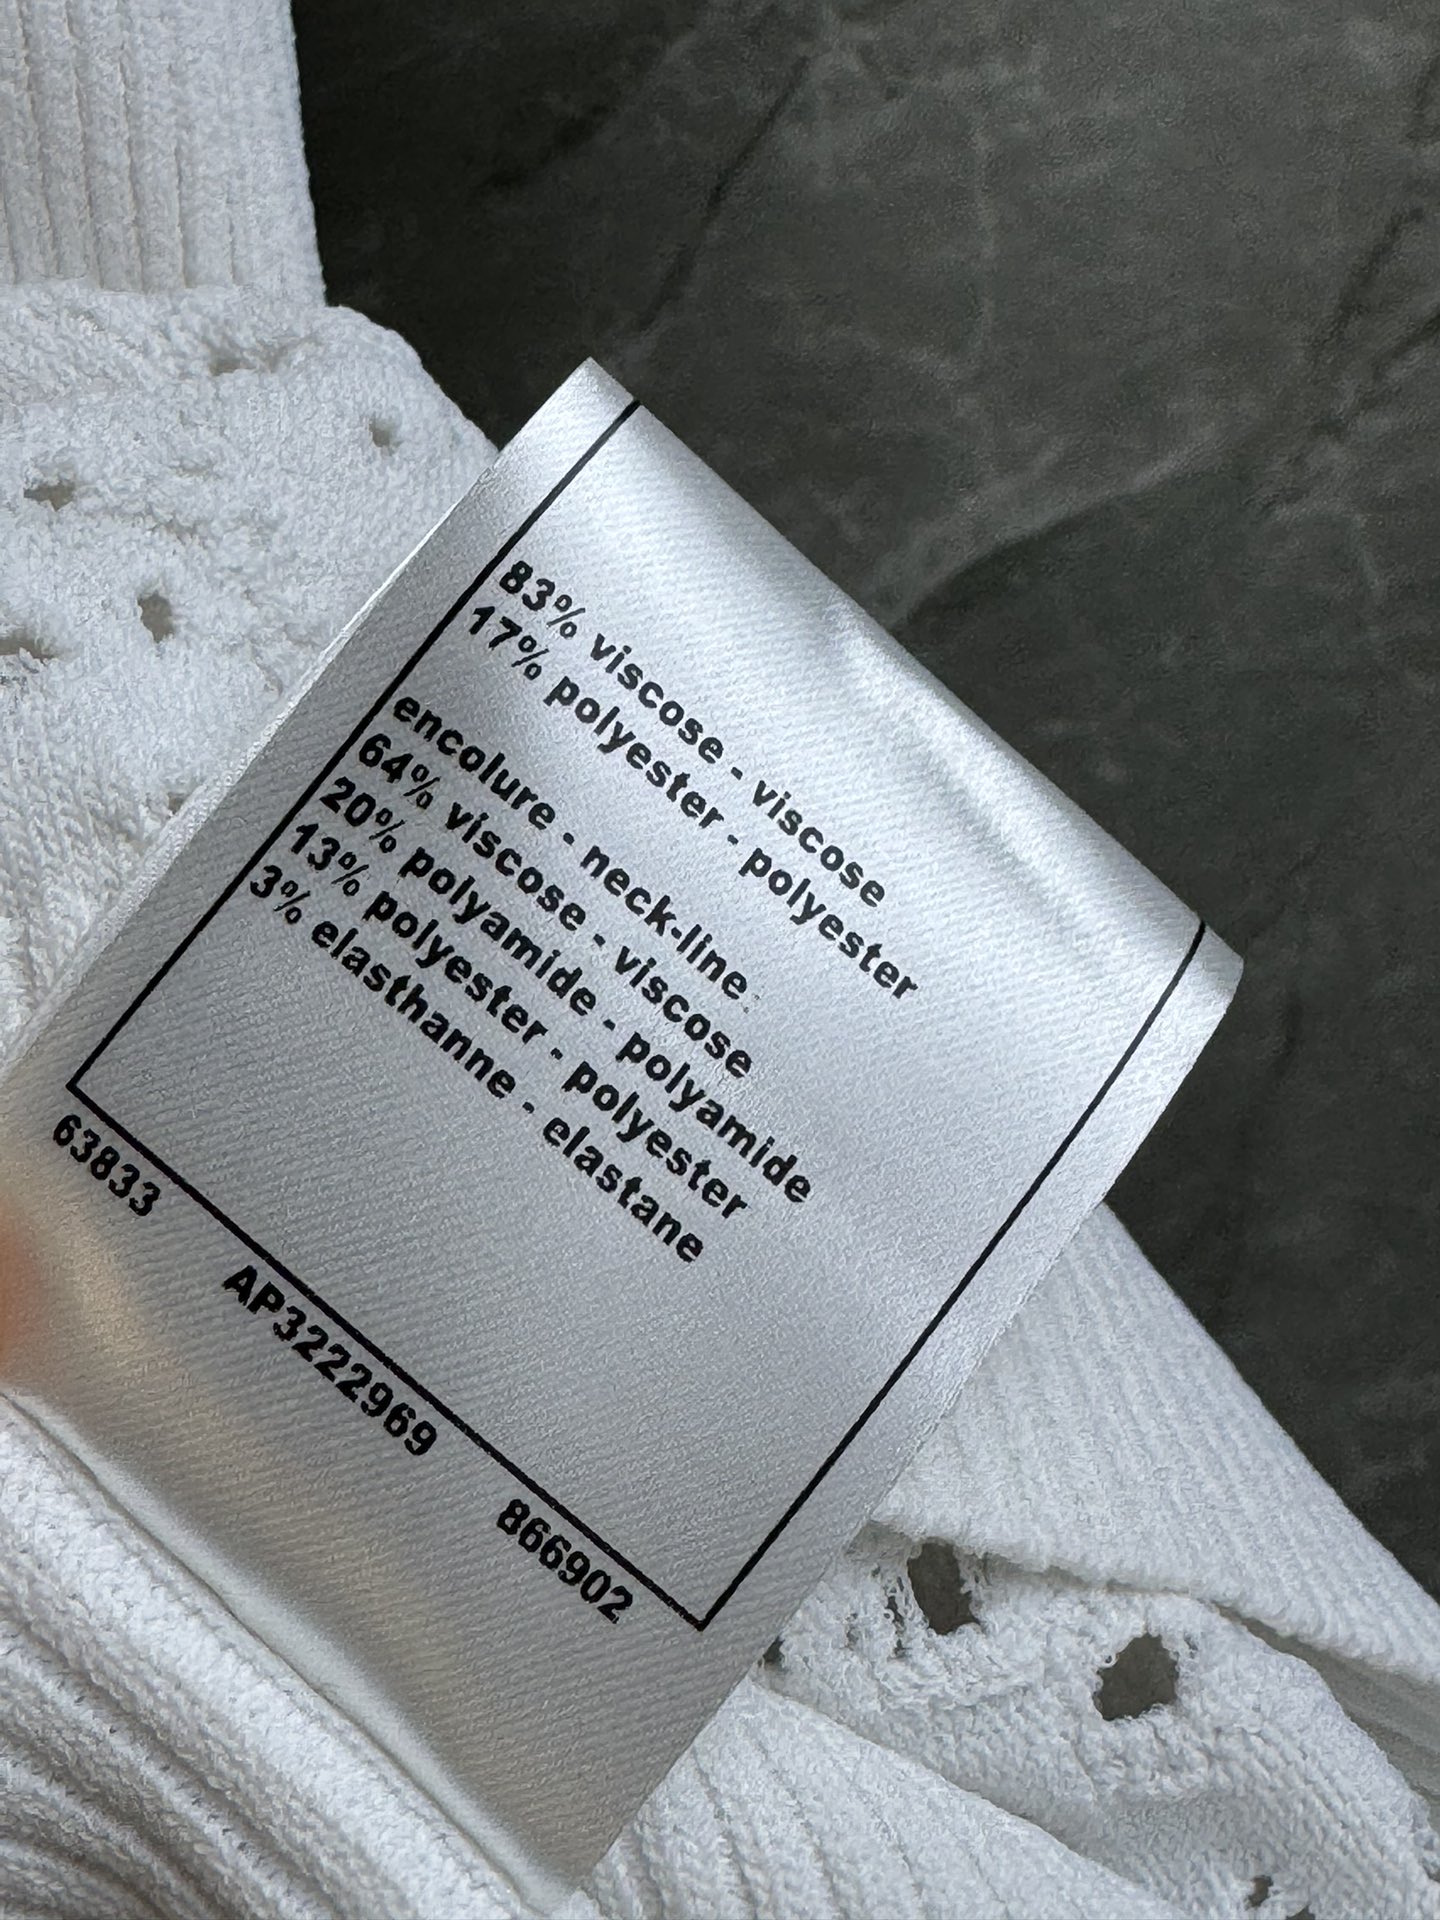 83% viscose - viscose
17% polyester - polyester
encolure - neck-line
64% viscose - viscose
20% polyamide - polyamide
13% polyester - polyester
3% elasthanne - elastane
63833 AP3222969 866902